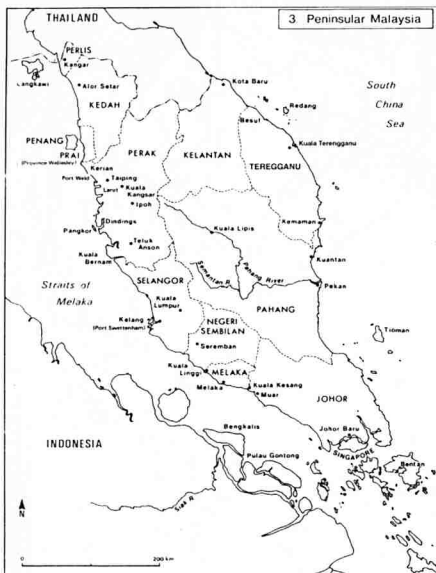 THAILAND
3. Peninsular Malaysia
PERLIS
Kangar
Langkawi
Alor Setar
KEDAH
Kota Baru
Redang
South
China
Sea
Besut
PENANG
PRAI
(Province Wellesley)
Kuala Terengganu
PERAK
KELANTAN
TERENGGANU
Kerian
Port Weld
Taiping
Larut
Kuala
Kangsar
Ipoh
Dindings
Pangkor
Kuala Lipis
Kemaman
Teluk
Anson
Kuala
Bernam
Kuantan
Semantan R.
Pahang River
Pekan
SELANGOR
Straits of
Melaka
Kuala
Lumpur
PAHANG
Kelang
(Port Swettenham)
NEGERI
SEMBILAN
Seremban
Tioman
Kuala
Linggi
MELAKA
Melaka
Kuala Kesang
Muar
JOHOR
Bengkalis
Johor Baru
SINGAPORE
INDONESIA
Pulau Gontong
Bentan
Siak R.
N
0
200 km